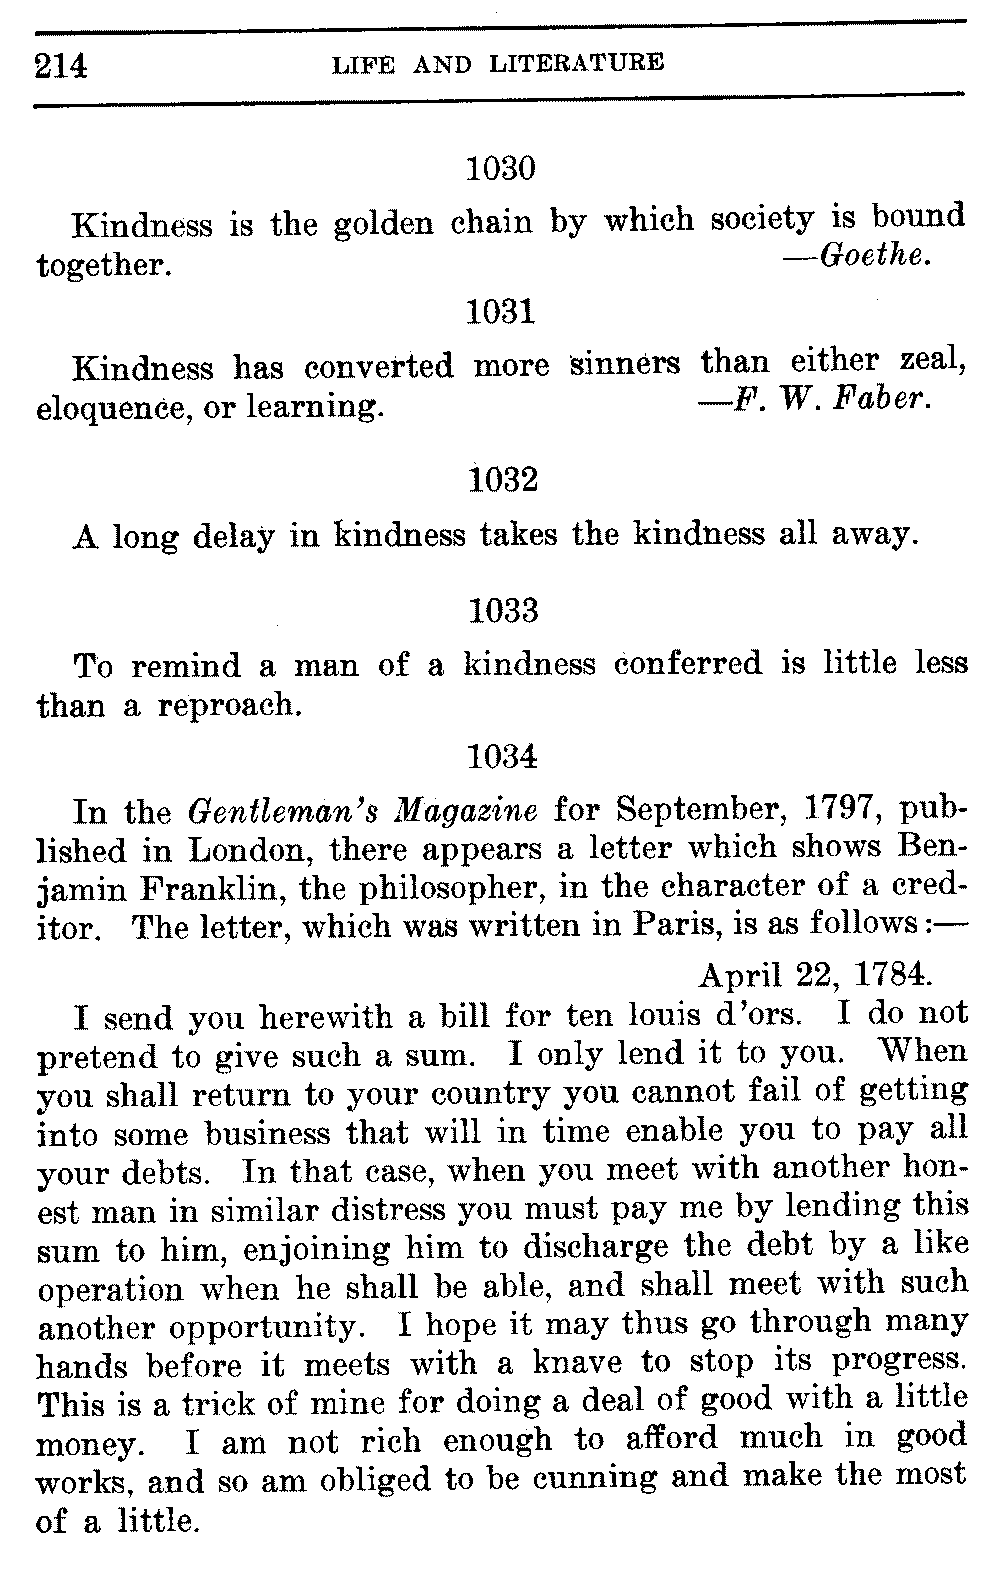 214 LIFE AND LITERATURE
1030
Kindness is the golden chain by which society is bound
together. —Goethe.
1031
Kindness has converted more sinners than either zeal,
eloquence, or learning. —F. W. Faber.
1032
A long delay in kindness takes the kindness all away.
1033
To remind a man of a kindness conferred is little less
than a reproach.
1034
In the Gentleman's Magazine for September, 1797, pub-
lished in London, there appears a letter which shows Ben-
jamin Franklin, the philosopher, in the character of a cred-
itor. The letter, which was written in Paris, is as follows:—
April 22, 1784.
I send you herewith a bill for ten louis d'ors. I do not
pretend to give such a sum. I only lend it to you. When
you shall return to your country you cannot fail of getting
into some business that will in time enable you to pay all
your debts. In that case, when you meet with another hon-
est man in similar distress you must pay me by lending this
sum to him, enjoining him to discharge the debt by a like
operation when he shall be able, and shall meet with such
another opportunity. I hope it may thus go through many
hands before it meets with a knave to stop its progress.
This is a trick of mine for doing a deal of good with a little
money. I am not rich enough to afford much in good
works, and so am obliged to be cunning and make the most
of a little.